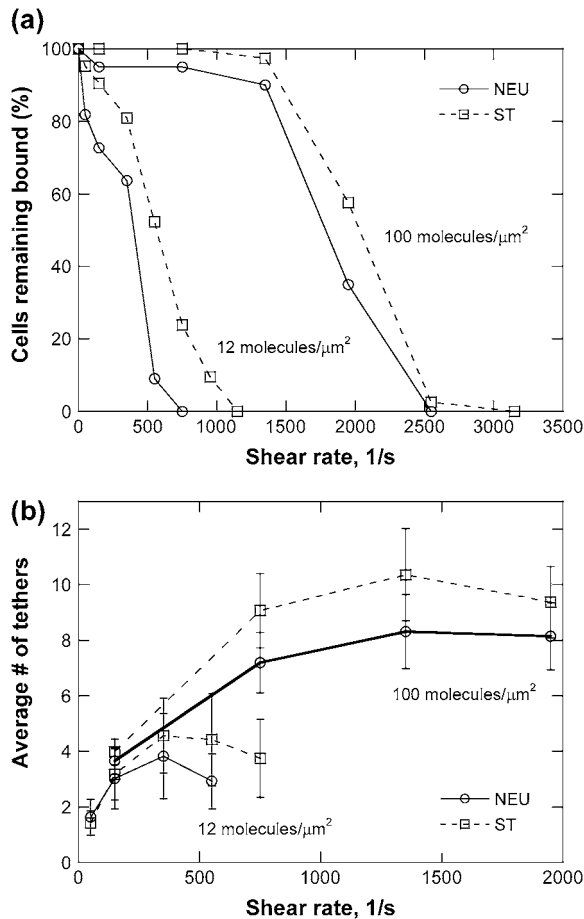 (a)
100
80
60
40
20
0
Cells remaining bound (%)
NEU
ST
100 molecules/μm²
12 molecules/μm²
0 500 1000 1500 2000 2500 3000 3500
Shear rate, 1/s
(b)
12
10
8
6
4
2
0
Average # of tethers
100 molecules/μm²
NEU
ST
12 molecules/μm²
0 500 1000 1500 2000
Shear rate, 1/s